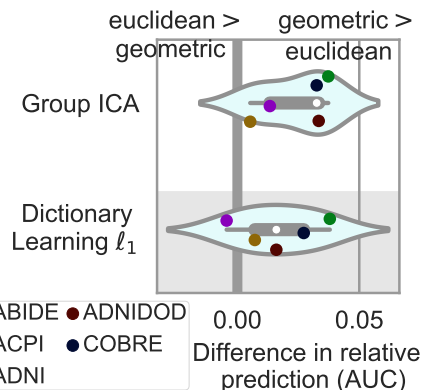 euclidean > geometric >
geometric euclidean
Group ICA
Dictionary
Learning ℓ1
ABIDE ADNIDOD
ACPI COBRE
ADNI
0.00 0.05
Difference in relative
prediction (AUC)